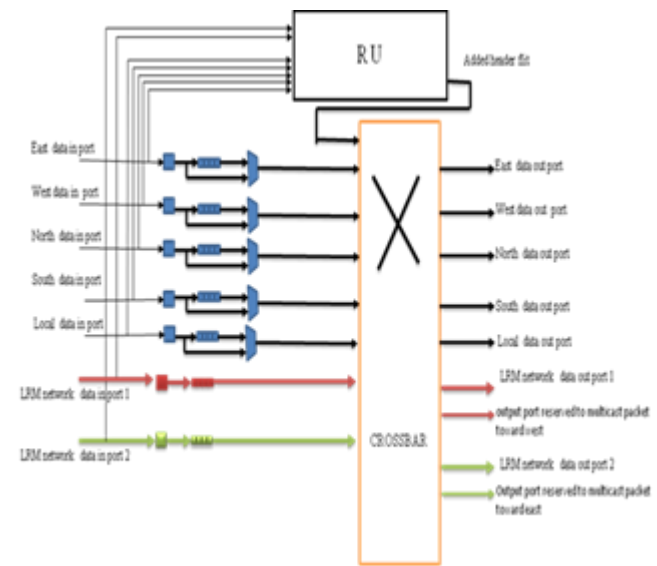 RU
Added header flit
East data in port
West data in port
North data in port
South data in port
Local data in port
LRM network data in port 1
LRM network data in port 2
CROSSBAR
East data out port
West data out port
North data out port
South data out port
Local data out port
LRM network data out port 1
output port reserved to multicast packet
toward west
LRM network data out port 2
Output port reserved to multicast packet
toward east